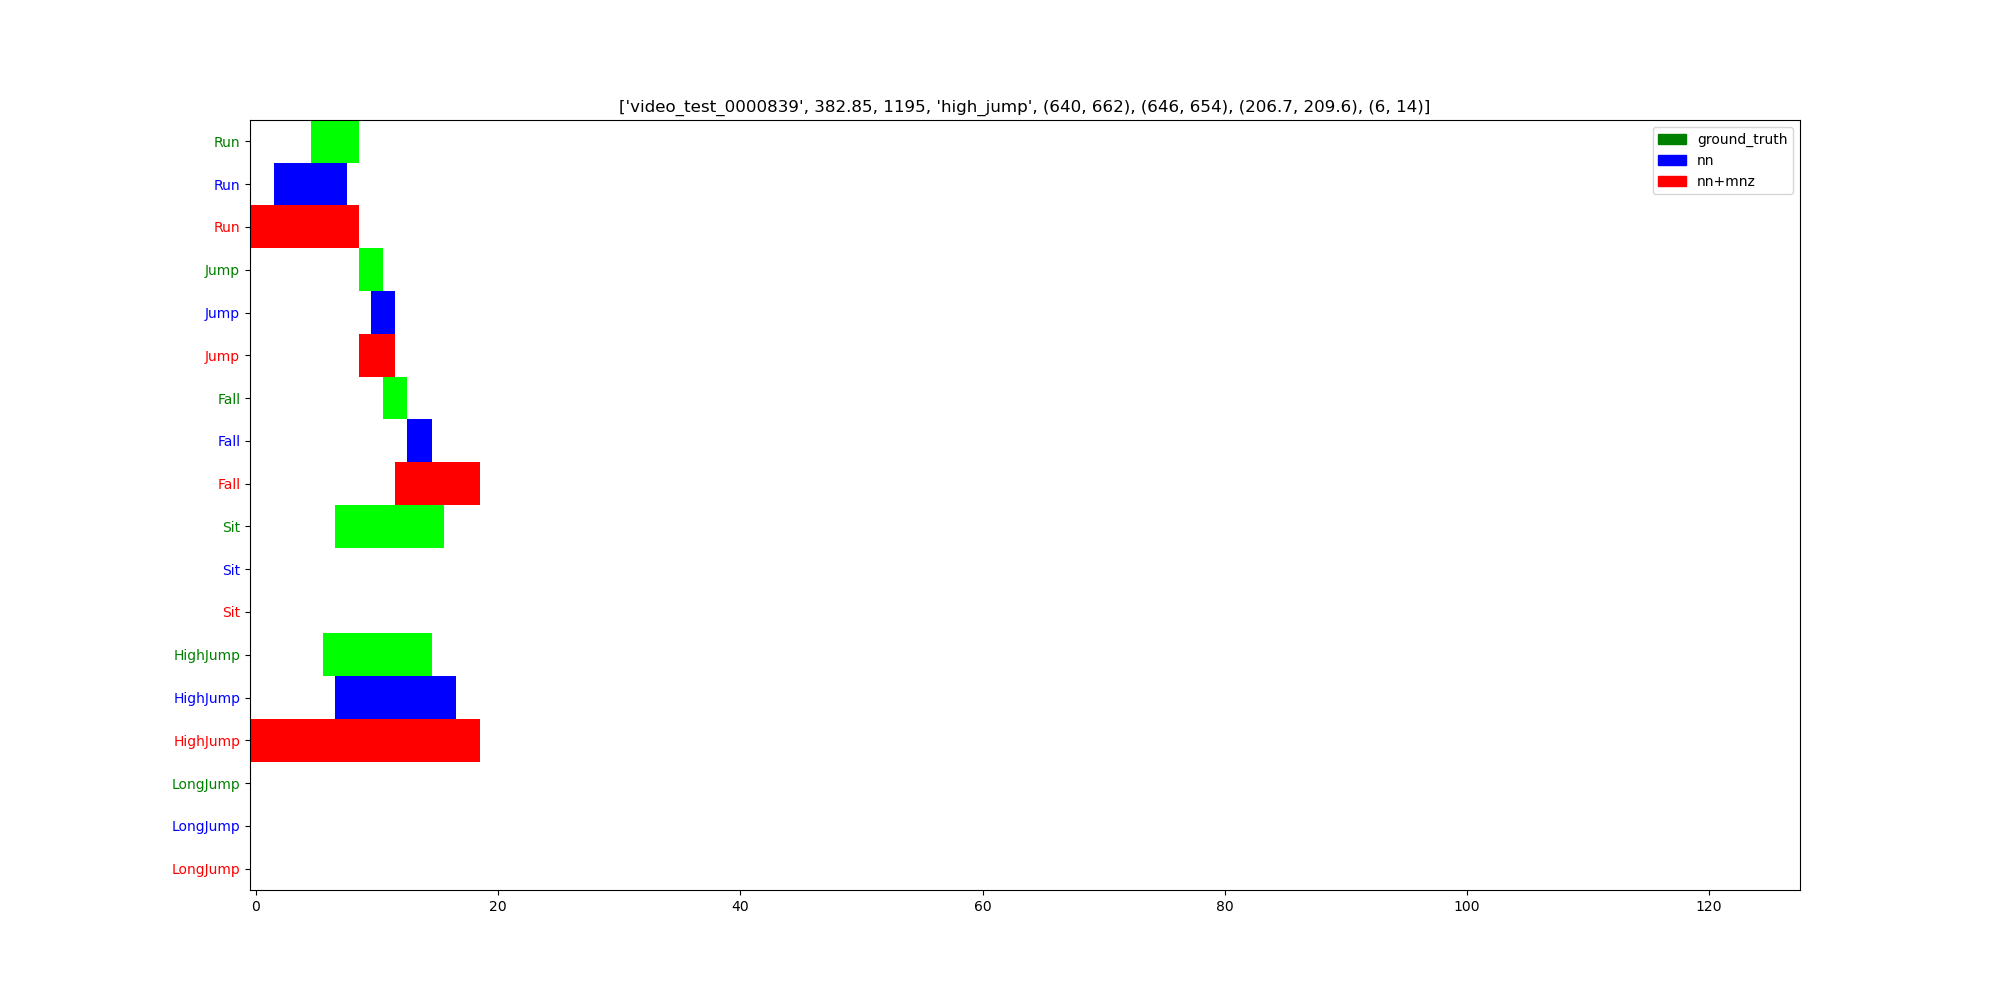 ['video_test_0000839', 382.85, 1195, 'high_jump', (640, 662), (646, 654), (206.7, 209.6), (6, 14)]
ground_truth
nn
nn+mnz
Run
Run
Run
Jump
Jump
Jump
Fall
Fall
Fall
Sit
Sit
Sit
HighJump
HighJump
HighJump
LongJump
LongJump
LongJump
0 20 40 60 80 100 120